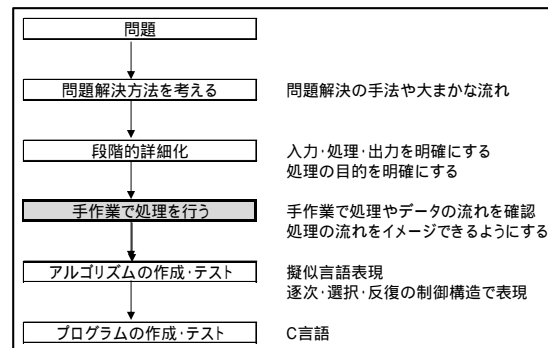 問題
問題解決方法を考える
問題解決の手法や大まかな流れ
段階的詳細化
入力･処理･出力を明確にする
処理の目的を明確にする
手作業で処理を行う
手作業で処理やデータの流れを確認
処理の流れをイメージできるようにする
アルゴリズムの作成･テスト
擬似言語表現
逐次･選択･反復の制御構造で表現
プログラムの作成･テスト
C言語